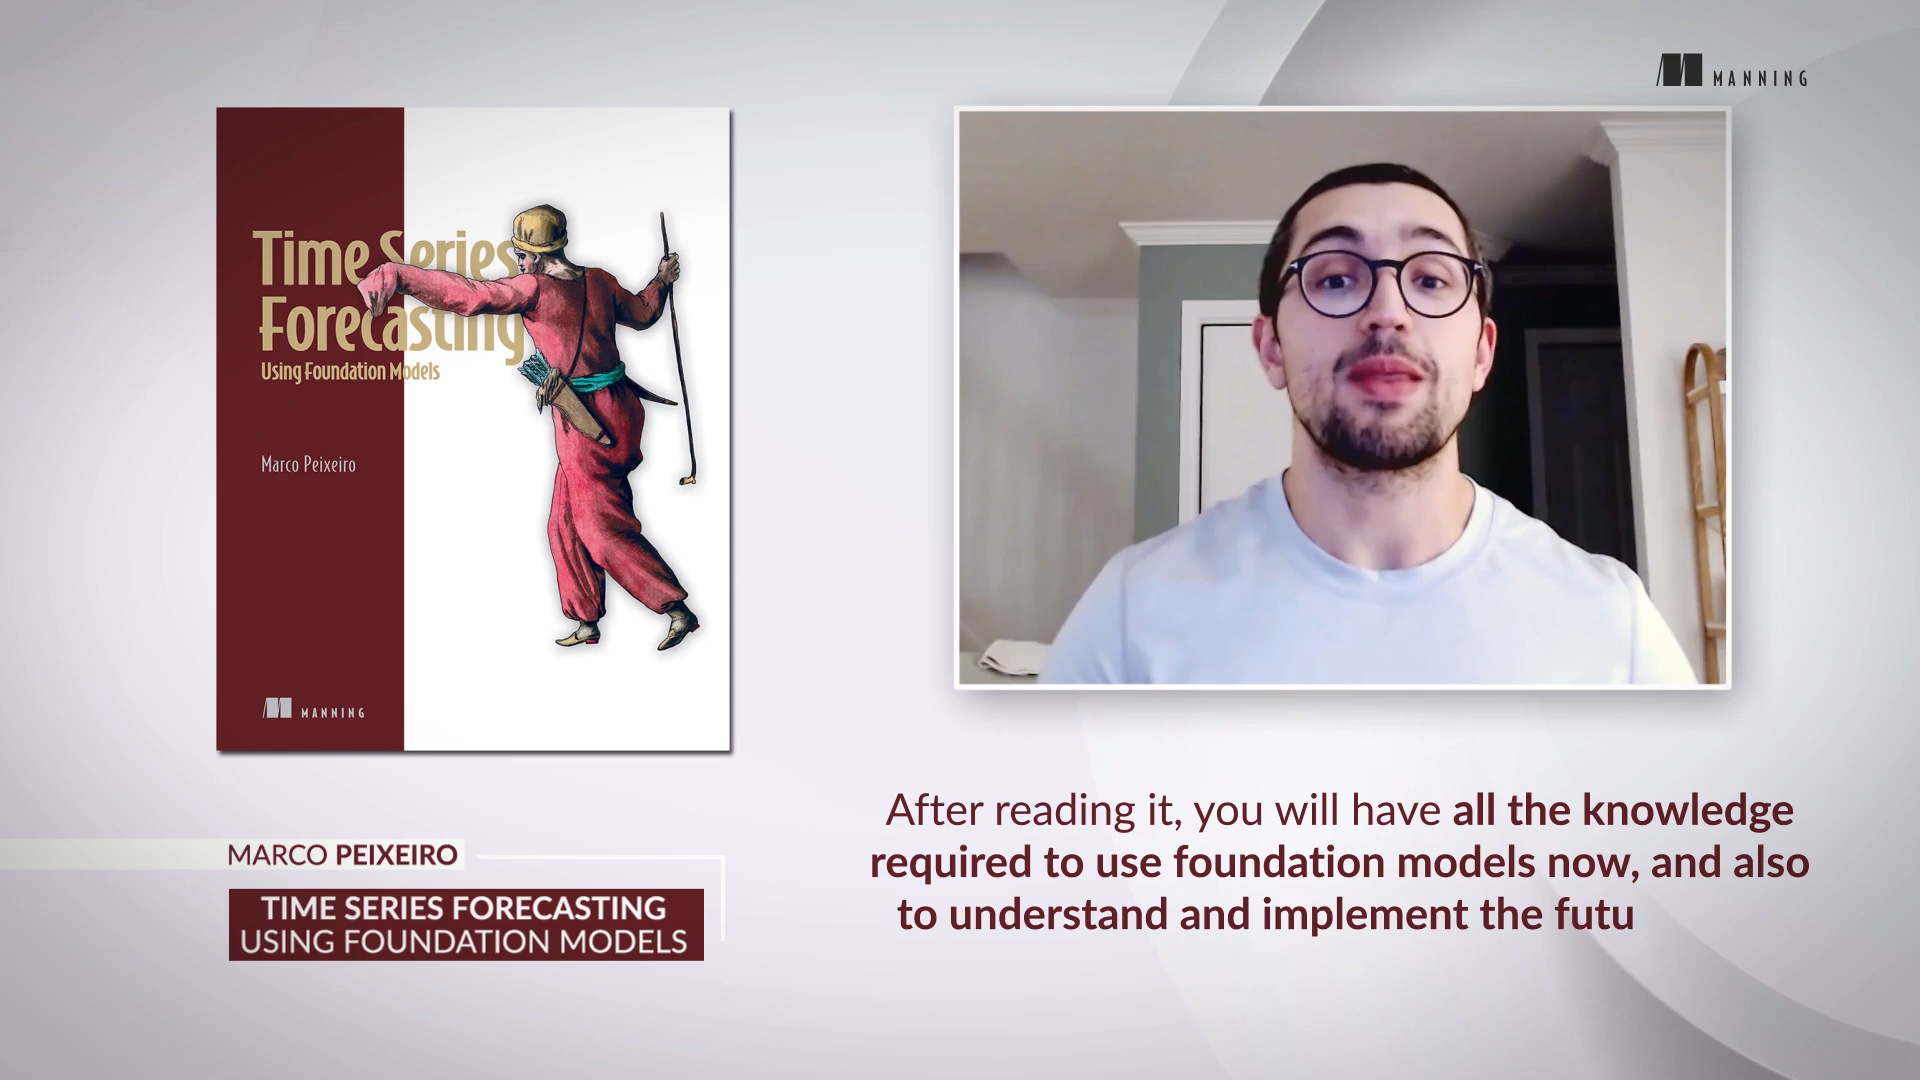 MANNING
Time Series
Forecasting
Using Foundation Models
Marco Peixeiro
MANNING
MARCO PEIXEIRO
TIME SERIES FORECASTING
USING FOUNDATION MODELS
After reading it, you will have all the knowledge
required to use foundation models now, and also
to understand and implement the futu